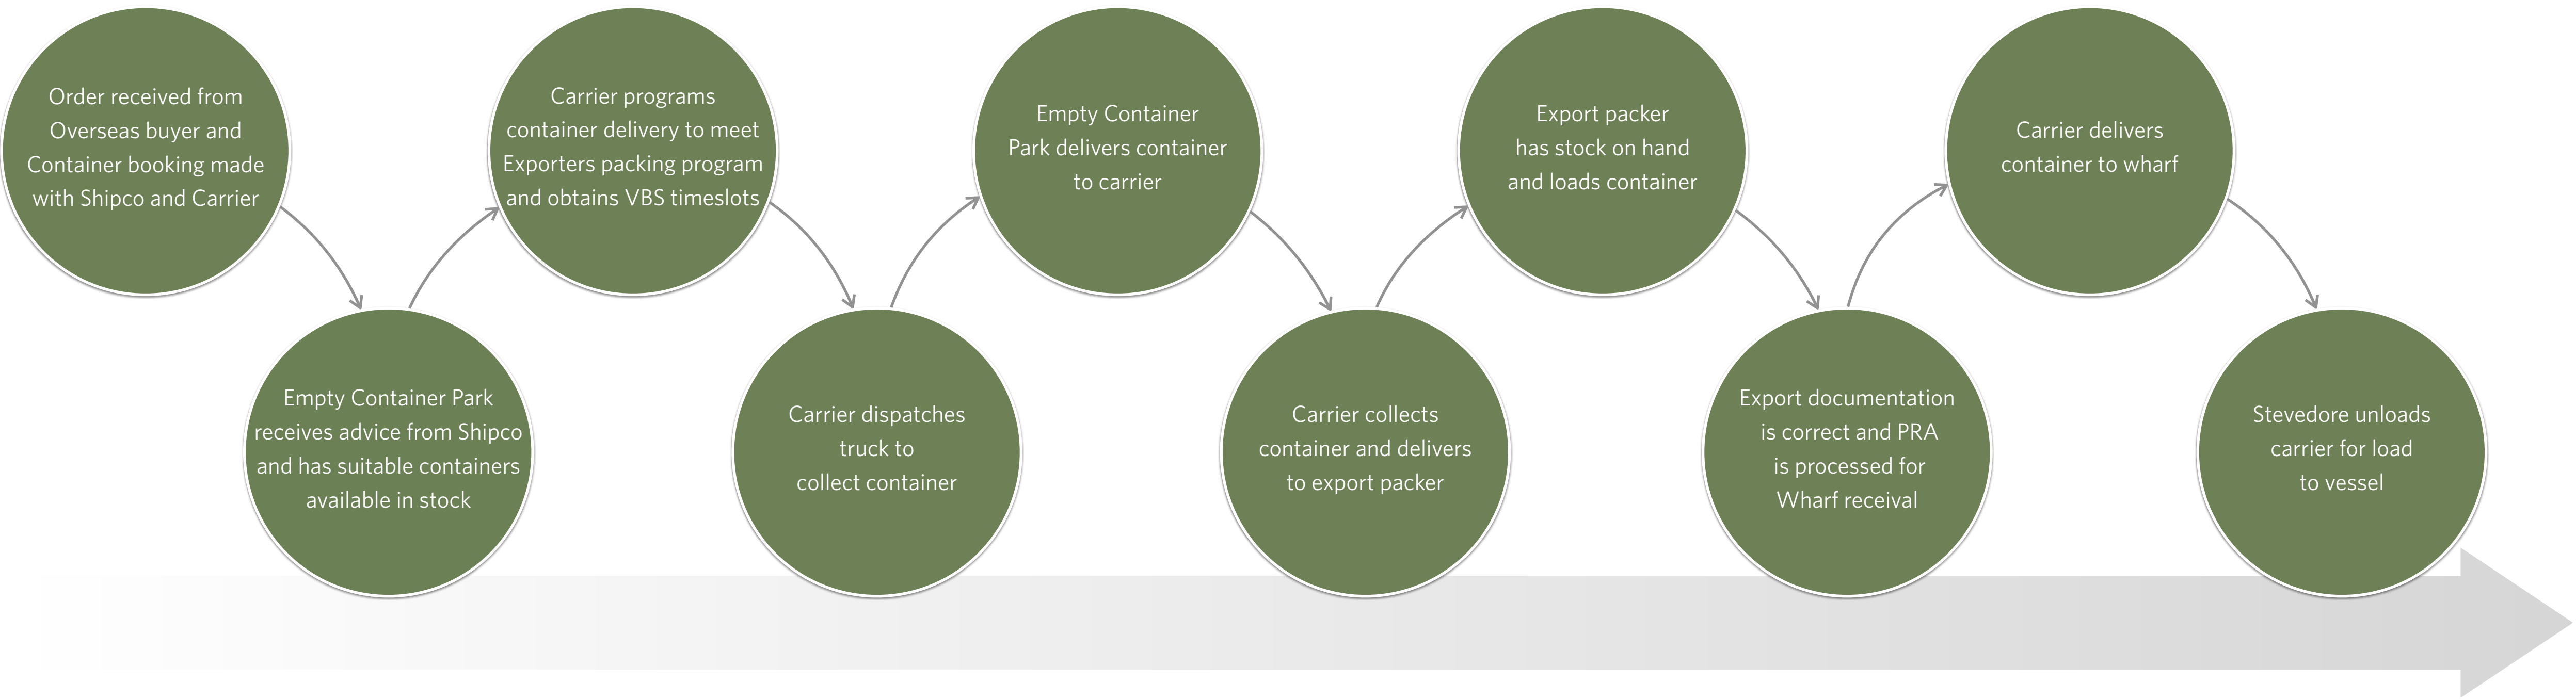 Order received from
Overseas buyer and
Container booking made
with Shipco and Carrier
Empty Container Park
receives advice from Shipco
and has suitable containers
available in stock
Carrier programs
container delivery to meet
Exporters packing program
and obtains VBS timeslots
Carrier dispatches
truck to
collect container
Empty Container
Park delivers container
to carrier
Carrier collects
container and delivers
to export packer
Export packer
has stock on hand
and loads container
Export documentation
is correct and PRA
is processed for
Wharf receival
Carrier delivers
container to wharf
Stevedore unloads
carrier for load
to vessel